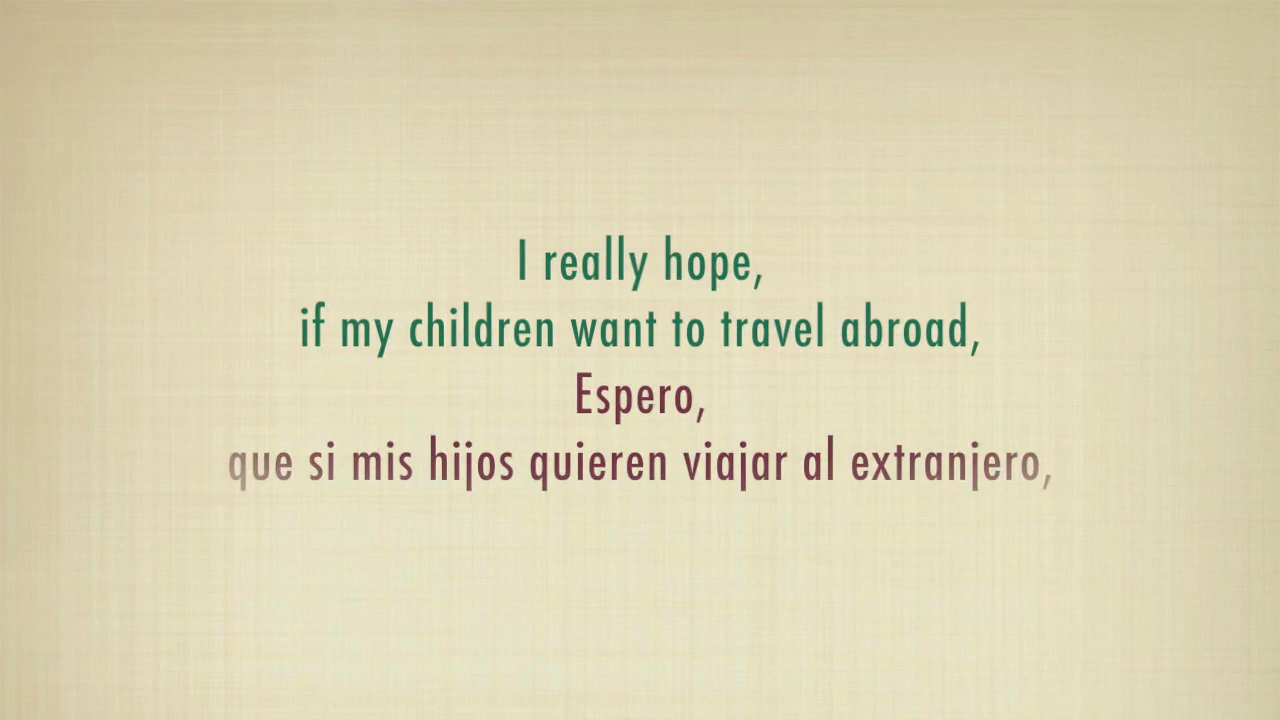 I really hope,
if my children want to travel abroad,
Espero,
que si mis hijos quieren viajar al extranjero,